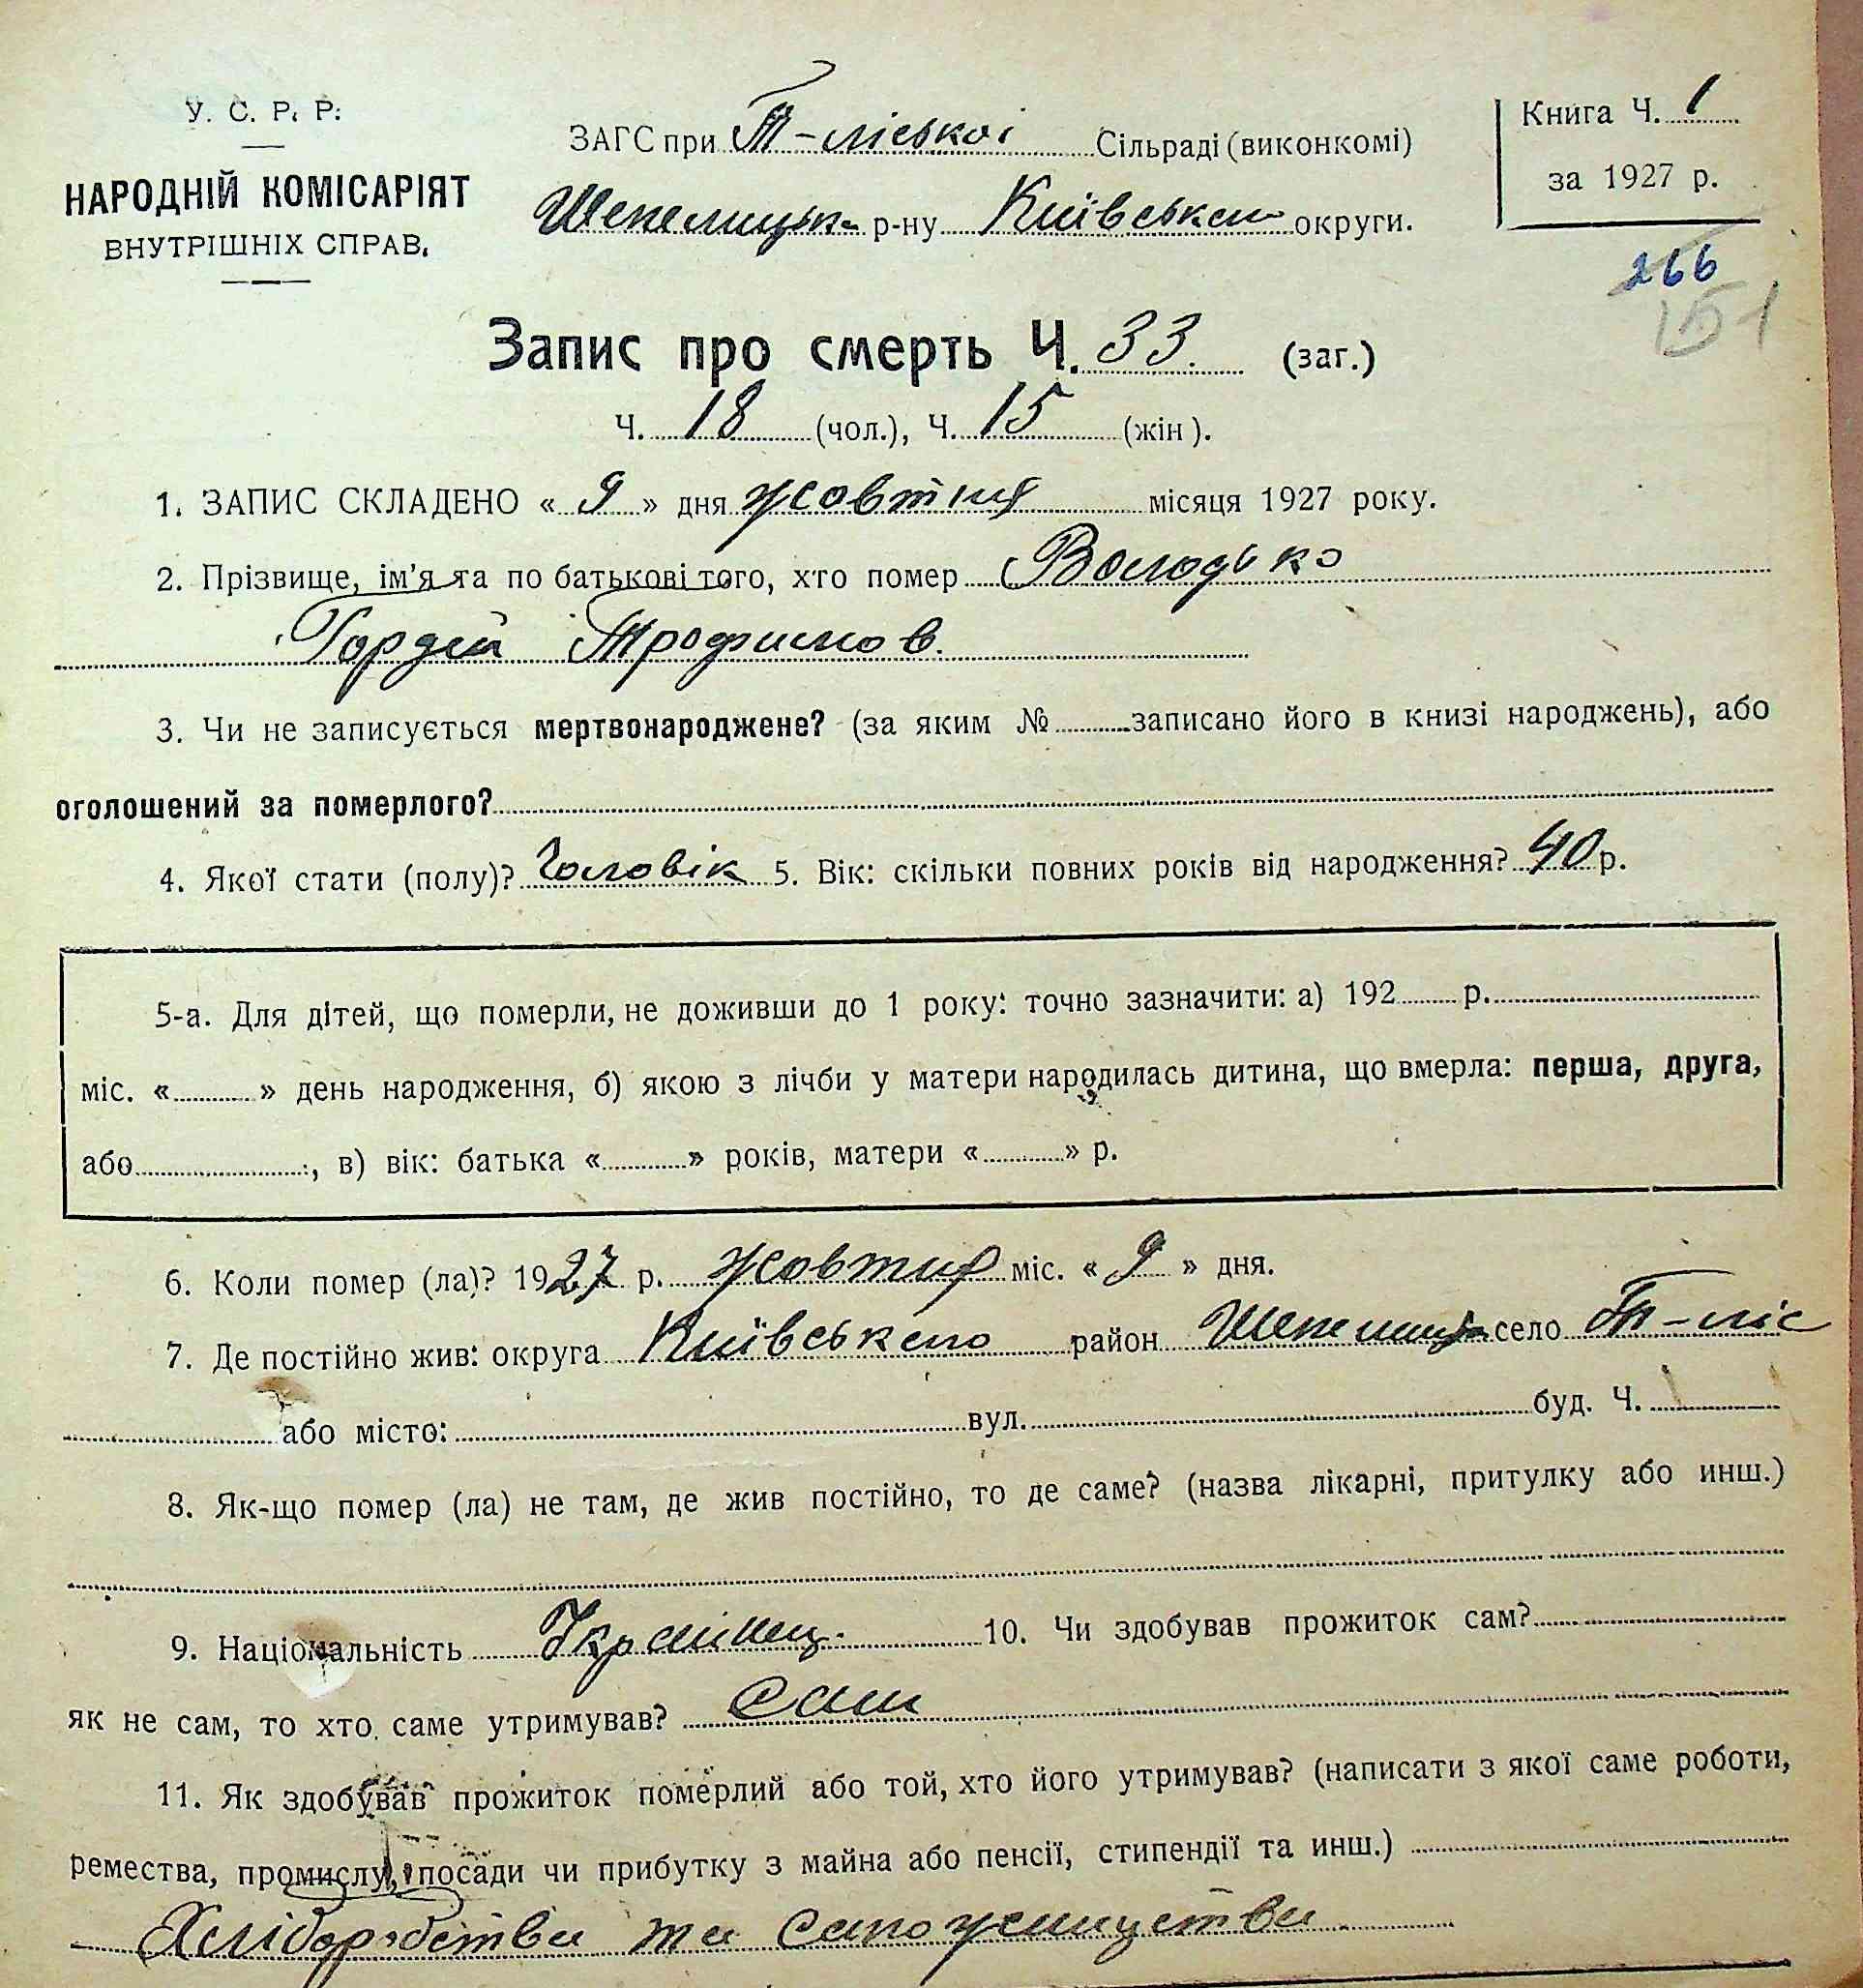 У. С. Р. Р.
НАРОДНІЙ КОМІСАРІЯТ
ВНУТРІШНІХ СПРАВ.
ЗАГС при Т-ліської Сільраді (виконкомі)
р-ну Київської округи.
Книга Ч. 1
за 1927 р.
266
151
Запис про смерть Ч. 33. (заг.)
Ч. 18 (чол.), Ч. 15 (жін).
1. ЗАПИС СКЛАДЕНО « 9 » дня жовтня місяця 1927 року.
2. Прізвище, ім'я та по батькові того, хто помер Володько
Гордій Трофимов.
3. Чи не записується мертвонароджене? (за яким № записано його в книзі народжень), або
оголошений за померлого?
4. Якої стати (полу)? Чоловік 5. Вік: скільки повних років від народження? 40 р.
5-а. Для дітей, що померли, не доживши до 1 року: точно зазначити: а) 192 р.
міс. « » день народження, б) якою з лічби у матери народилась дитина, що вмерла: перша, друга,
або , в) вік: батька « » років, матери « » р.
6. Коли помер (ла)? 1927 р. жовтня міс. « 9 » дня.
7. Де постійно жив: округа район село Т-ліс
або місто: вул. буд. Ч.
8. Як-що помер (ла) не там, де жив постійно, то де саме? (назва лікарні, притулку або инш.)
9. Національність Українец. 10. Чи здобував прожиток сам?
як не сам, то хто саме утримував? Сам
11. Як здобував прожиток померлий або той, хто його утримував? (написати з якої саме роботи,
ремества, промислу, посади чи прибутку з майна або пенсії, стипендії та инш.)
Хліборобства та сапожництва